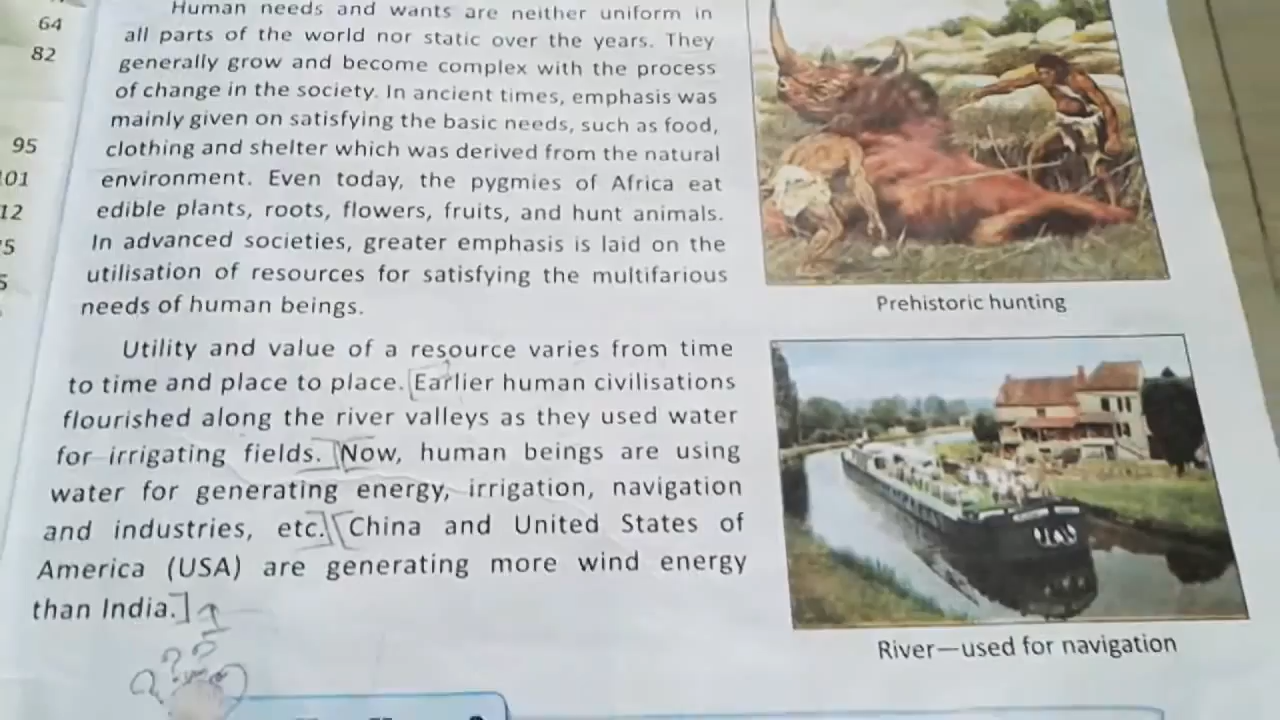 64
82
95
101
12
5
5
Human needs and wants are neither uniform in
all parts of the world nor static over the years. They
generally grow and become complex with the process
of change in the society. In ancient times, emphasis was
mainly given on satisfying the basic needs, such as food,
clothing and shelter which was derived from the natural
environment. Even today, the pygmies of Africa eat
edible plants, roots, flowers, fruits, and hunt animals.
In advanced societies, greater emphasis is laid on the
utilisation of resources for satisfying the multifarious
needs of human beings.
Utility and value of a resource varies from time
to time and place to place. [Earlier human civilisations
flourished along the river valleys as they used water
for irrigating fields.] [Now, human beings are using
water for generating energy, irrigation, navigation
and industries, etc.] [China and United States of
America (USA) are generating more wind energy
than India.]
???
Prehistoric hunting
River—used for navigation